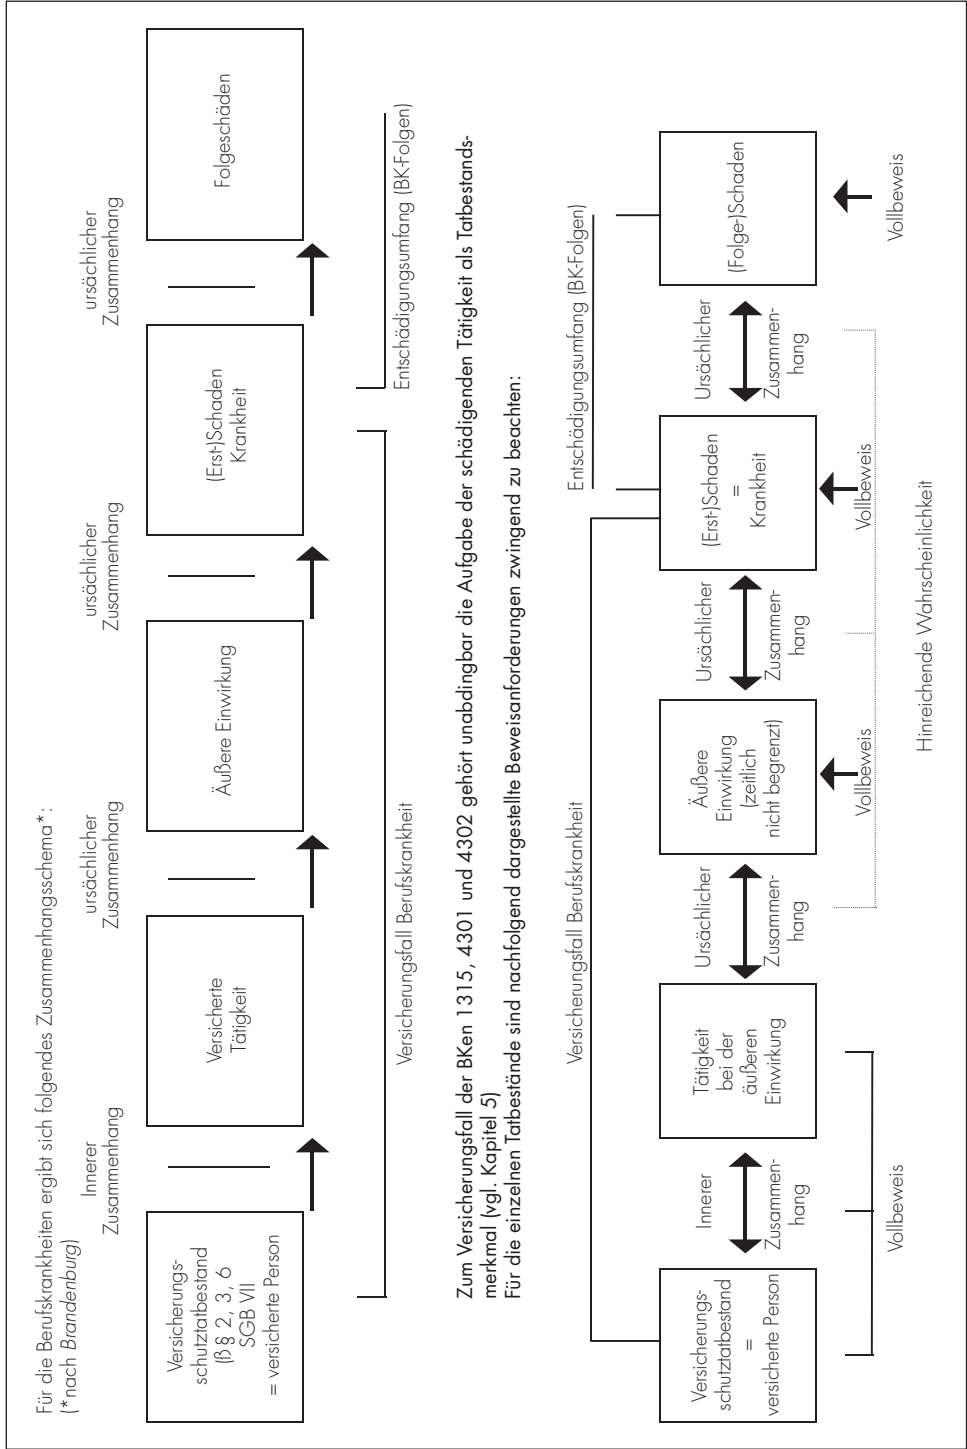 Für die Berufskrankheiten ergibt sich folgendes Zusammenhangsschema*:
(*nach Brandenburg)
Innerer
Zusammenhang
ursächlicher
Zusammenhang
ursächlicher
Zusammenhang
ursächlicher
Zusammenhang
Versicherungs-
schutztatbestand
(ß § 2, 3, 6
SGB VII
= versicherte Person
Versicherte
Tätigkeit
Äußere Einwirkung
(Erst-)Schaden
Krankheit
Folgeschäden
Versicherungsfall Berufskrankheit
Entschädigungsumfang (BK-Folgen)
Zum Versicherungsfall der BKen 1315, 4301 und 4302 gehört unabdingbar die Aufgabe der schädigenden Tätigkeit als Tatbestands-
merkmal (vgl. Kapitel 5)
Für die einzelnen Tatbestände sind nachfolgend dargestellte Beweisanforderungen zwingend zu beachten:
Versicherungsfall Berufskrankheit
Entschädigungsumfang (BK-Folgen)
Versicherungs-
schutztatbestand
=
versicherte Person
Innerer
Zusammen-
hang
Tätigkeit
bei der
äußeren
Einwirkung
Ursächlicher
Zusammen-
hang
Äußere
Einwirkung
(zeitlich
nicht begrenzt)
Ursächlicher
Zusammen-
hang
(Erst-)Schaden
=
Krankheit
Ursächlicher
Zusammen-
hang
(Folge-)Schaden
Vollbeweis
Vollbeweis
Vollbeweis
Vollbeweis
Hinreichende Wahrscheinlichkeit